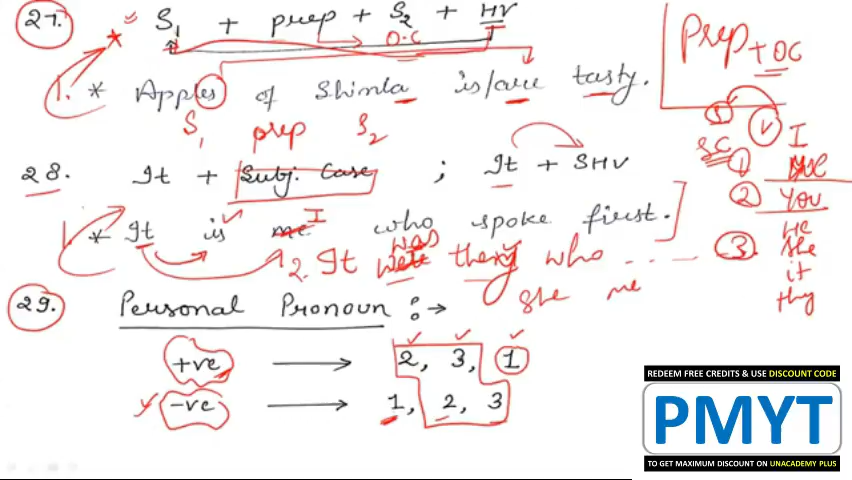 27. S1 + prep + S2 + HV
O.C
Prep + OC
1. * Apples of Shimla is/are tasty.
S1 prep S2
S V
SC
I
1 we
2 You
He
3. She
it
they
28. It + Subj. Case ; It + SHV
1. * It is me I who spoke first.
2. It was they who ......
she me
29. Personal Pronoun :→
+ve → 2, 3, 1
-ve → 1, 2, 3
REDEEM FREE CREDITS & USE DISCOUNT CODE
PMYT
TO GET MAXIMUM DISCOUNT ON UNACADEMY PLUS